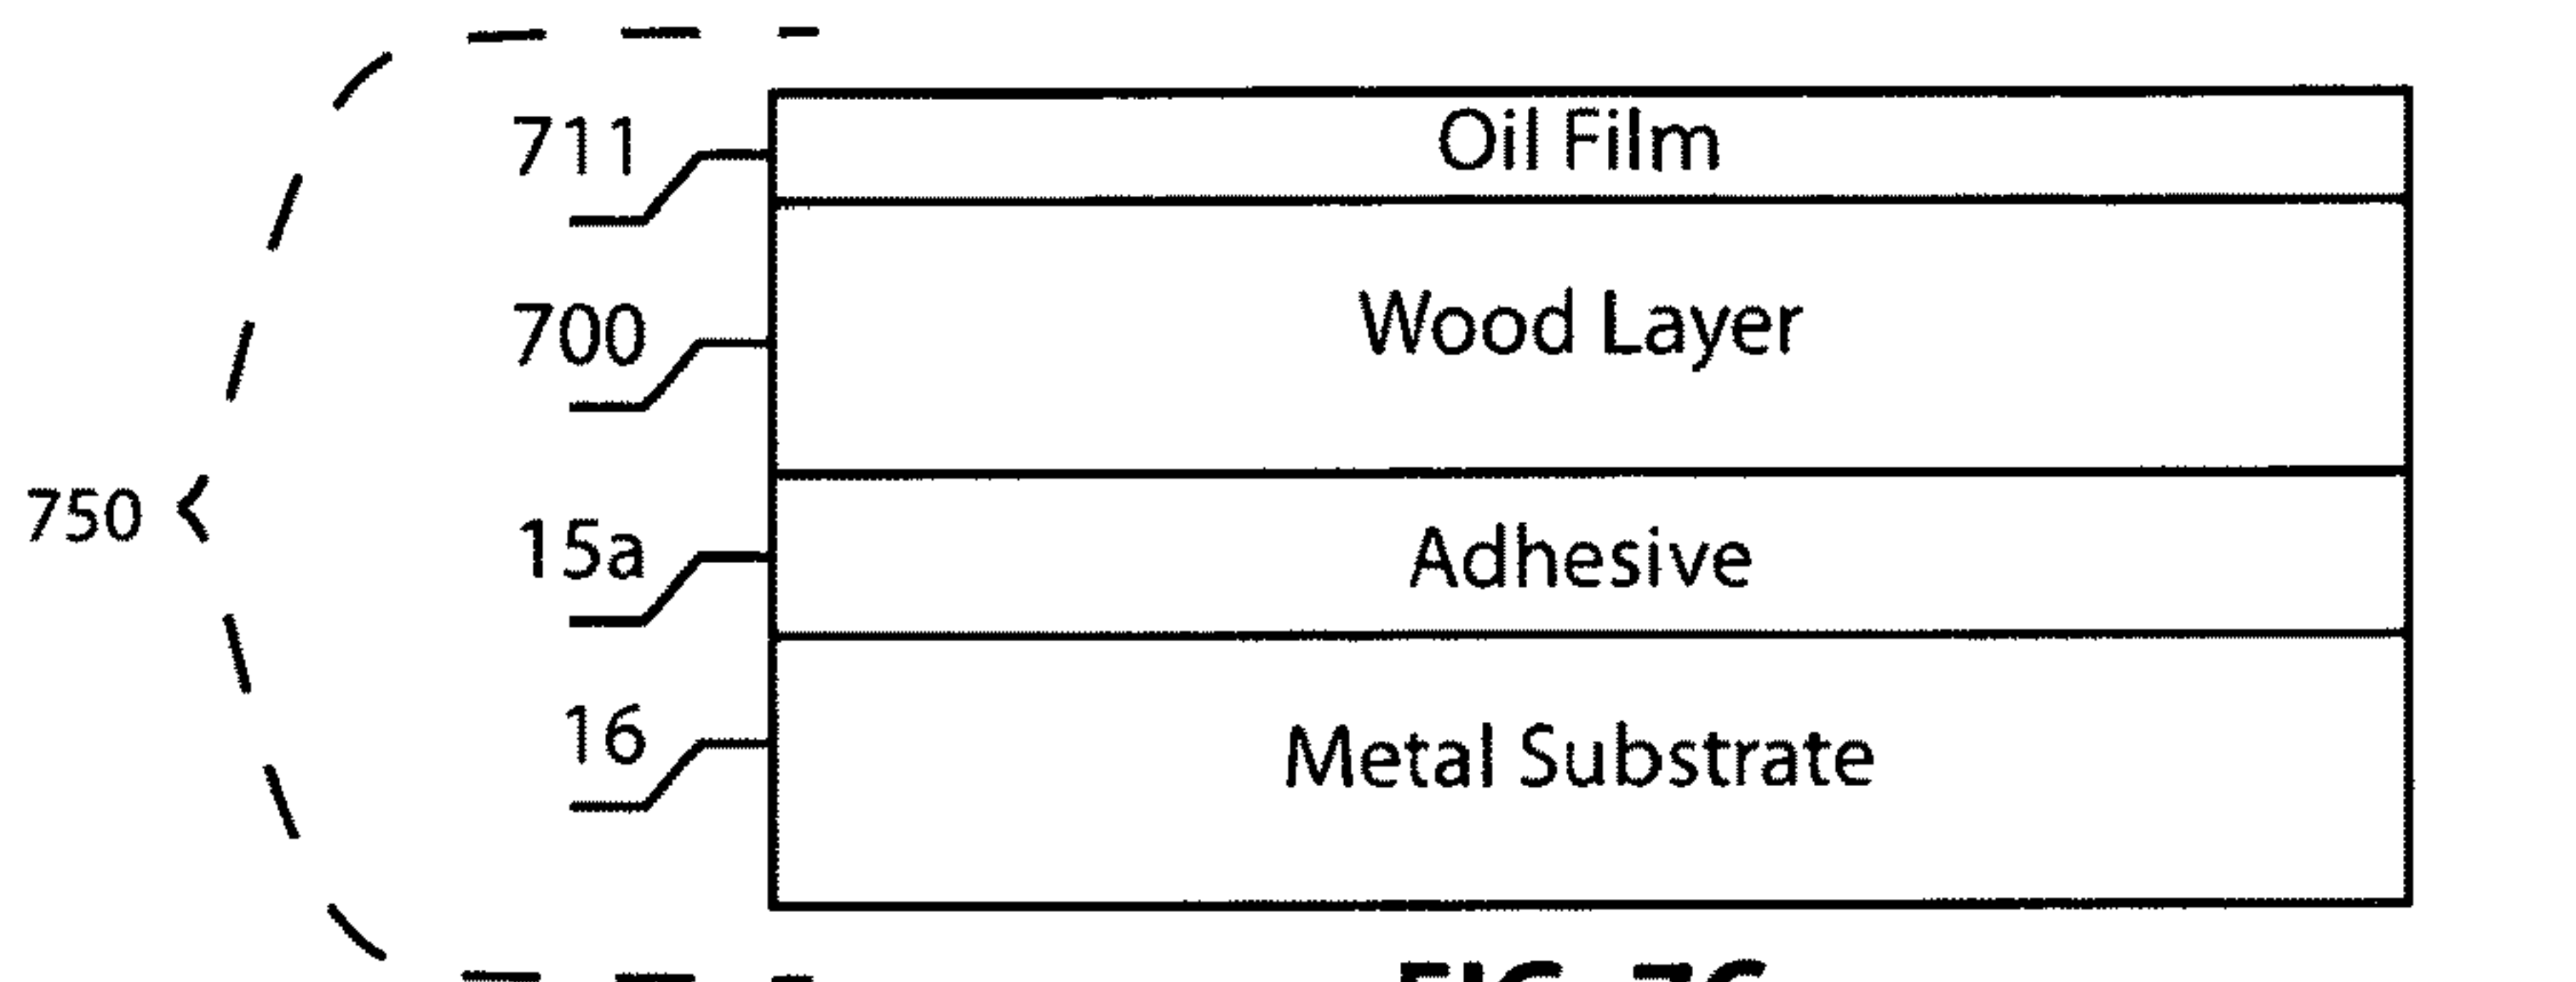 711 Oil Film
700 Wood Layer
750
15a Adhesive
16 Metal Substrate